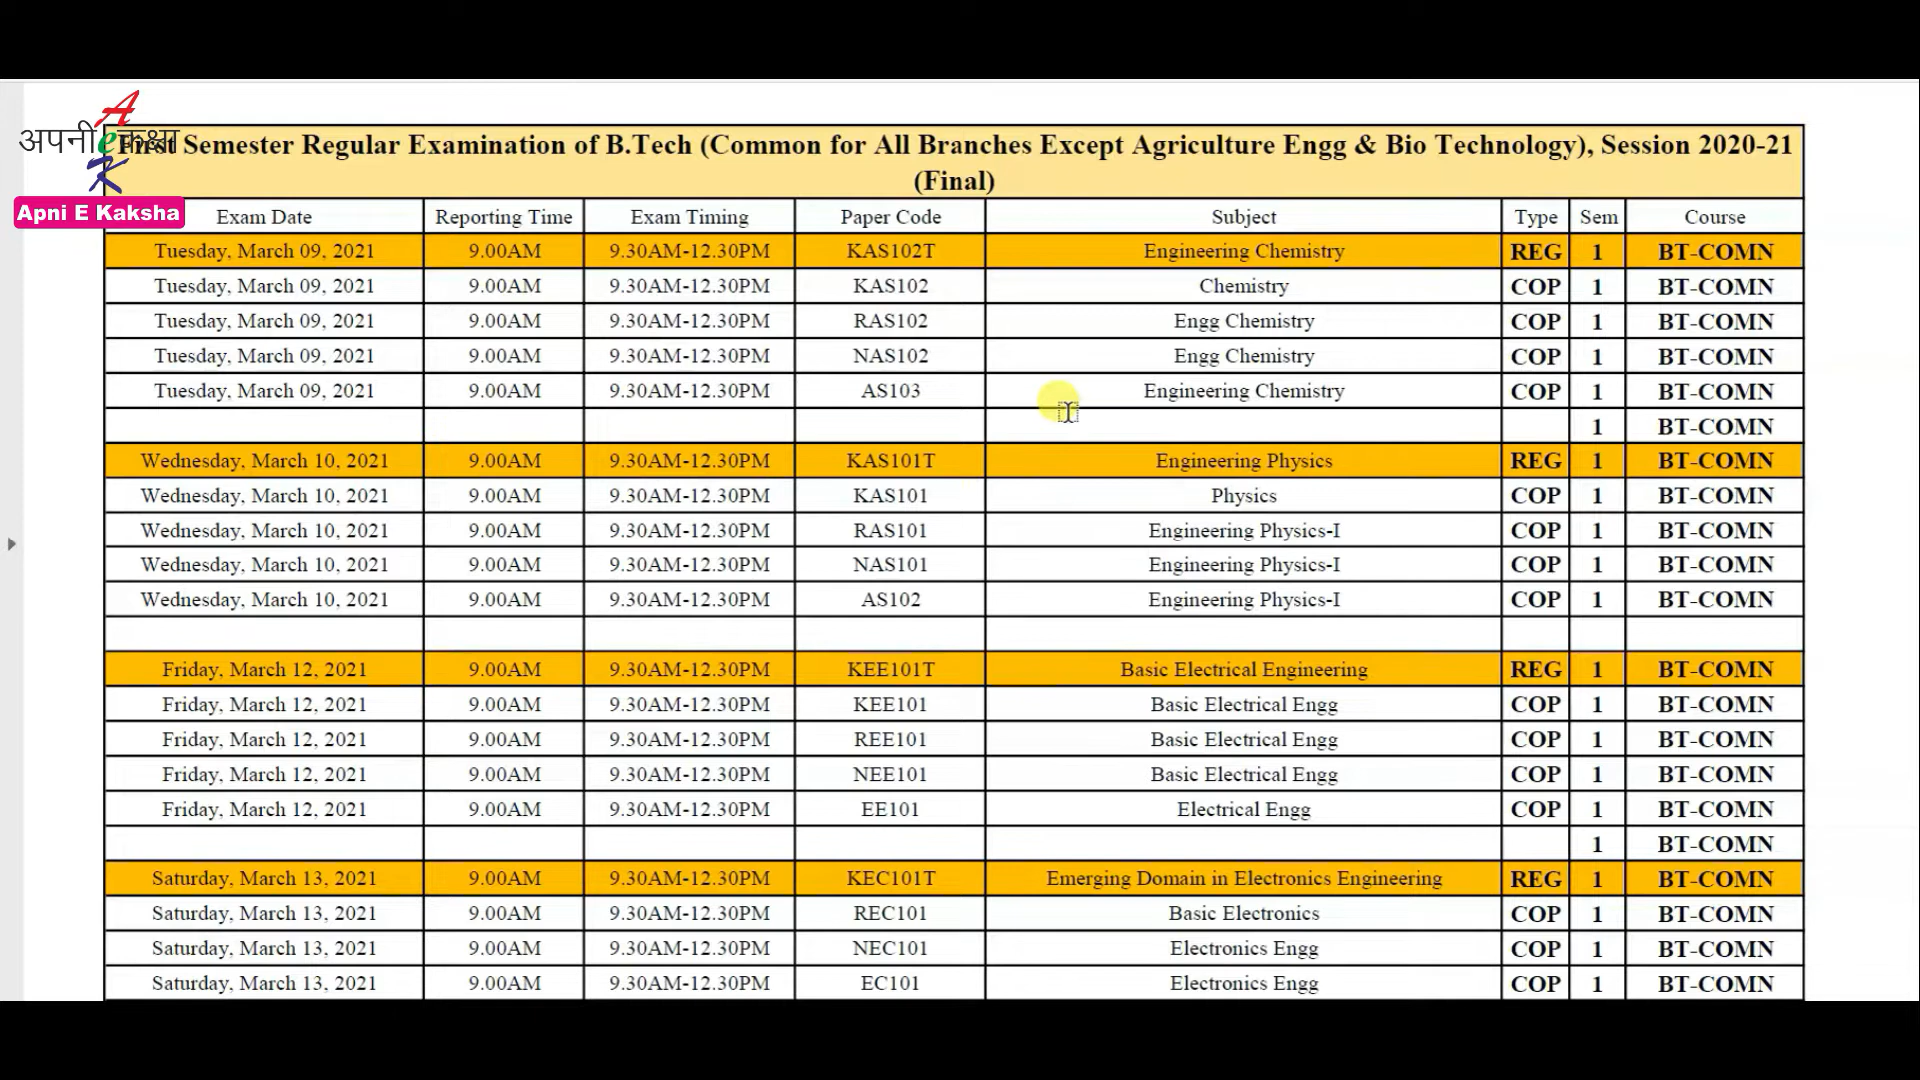 A
अपनी e कक्षा
K
Apni E Kaksha
First Semester Regular Examination of B.Tech (Common for All Branches Except Agriculture Engg & Bio Technology), Session 2020-21
(Final)
Exam Date Reporting Time Exam Timing Paper Code Subject Type Sem Course
Tuesday, March 09, 2021 9.00AM 9.30AM-12.30PM KAS102T Engineering Chemistry REG 1 BT-COMN
Tuesday, March 09, 2021 9.00AM 9.30AM-12.30PM KAS102 Chemistry COP 1 BT-COMN
Tuesday, March 09, 2021 9.00AM 9.30AM-12.30PM RAS102 Engg Chemistry COP 1 BT-COMN
Tuesday, March 09, 2021 9.00AM 9.30AM-12.30PM NAS102 Engg Chemistry COP 1 BT-COMN
Tuesday, March 09, 2021 9.00AM 9.30AM-12.30PM AS103 Engineering Chemistry COP 1 BT-COMN
1 BT-COMN
Wednesday, March 10, 2021 9.00AM 9.30AM-12.30PM KAS101T Engineering Physics REG 1 BT-COMN
Wednesday, March 10, 2021 9.00AM 9.30AM-12.30PM KAS101 Physics COP 1 BT-COMN
Wednesday, March 10, 2021 9.00AM 9.30AM-12.30PM RAS101 Engineering Physics-I COP 1 BT-COMN
Wednesday, March 10, 2021 9.00AM 9.30AM-12.30PM NAS101 Engineering Physics-I COP 1 BT-COMN
Wednesday, March 10, 2021 9.00AM 9.30AM-12.30PM AS102 Engineering Physics-I COP 1 BT-COMN
Friday, March 12, 2021 9.00AM 9.30AM-12.30PM KEE101T Basic Electrical Engineering REG 1 BT-COMN
Friday, March 12, 2021 9.00AM 9.30AM-12.30PM KEE101 Basic Electrical Engg COP 1 BT-COMN
Friday, March 12, 2021 9.00AM 9.30AM-12.30PM REE101 Basic Electrical Engg COP 1 BT-COMN
Friday, March 12, 2021 9.00AM 9.30AM-12.30PM NEE101 Basic Electrical Engg COP 1 BT-COMN
Friday, March 12, 2021 9.00AM 9.30AM-12.30PM EE101 Electrical Engg COP 1 BT-COMN
1 BT-COMN
Saturday, March 13, 2021 9.00AM 9.30AM-12.30PM KEC101T Emerging Domain in Electronics Engineering REG 1 BT-COMN
Saturday, March 13, 2021 9.00AM 9.30AM-12.30PM REC101 Basic Electronics COP 1 BT-COMN
Saturday, March 13, 2021 9.00AM 9.30AM-12.30PM NEC101 Electronics Engg COP 1 BT-COMN
Saturday, March 13, 2021 9.00AM 9.30AM-12.30PM EC101 Electronics Engg COP 1 BT-COMN